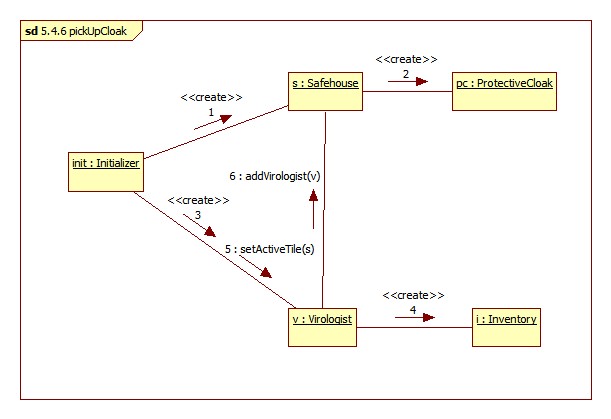 sd 5.4.6 pickUpCloak
<<create>>
2
s : Safehouse
pc : ProtectiveCloak
<<create>>
1
init : Initializer
6 : addVirologist(v)
<<create>>
3
5 : setActiveTile(s)
<<create>>
4
v : Virologist
i : Inventory